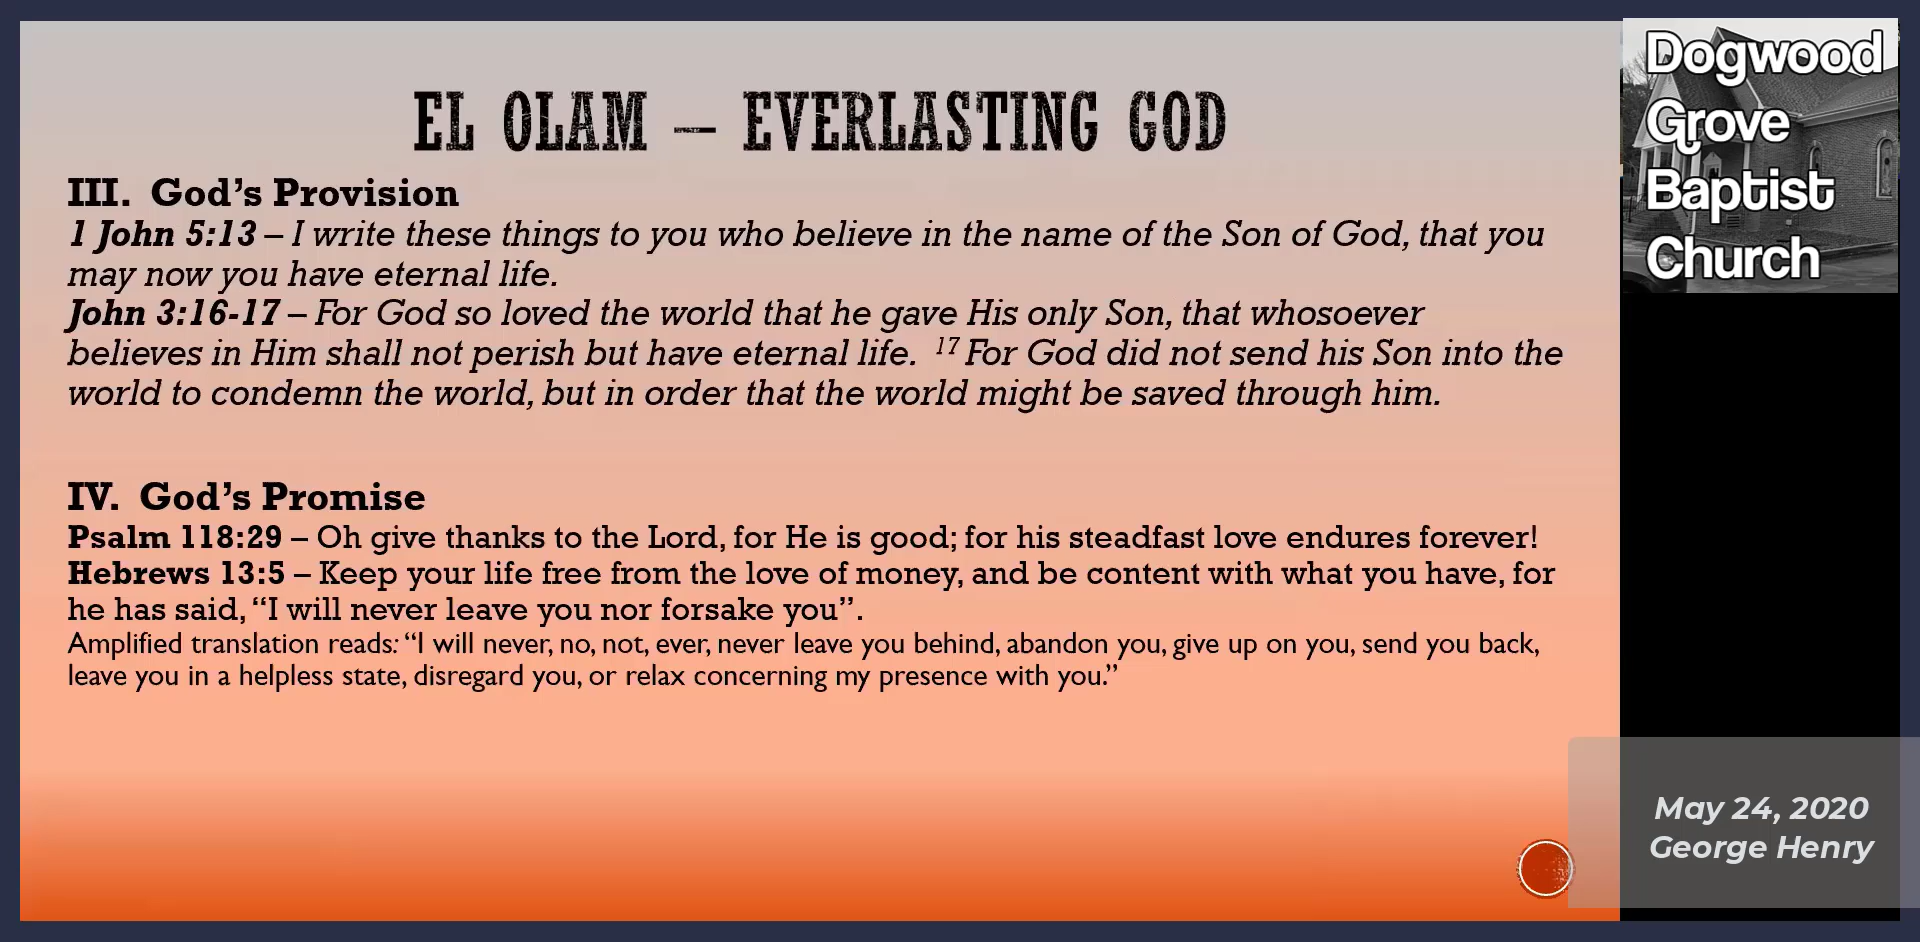 EL OLAM – EVERLASTING GOD
III. God’s Provision
1 John 5:13 – I write these things to you who believe in the name of the Son of God, that you
may now you have eternal life.
John 3:16-17 – For God so loved the world that he gave His only Son, that whosoever
believes in Him shall not perish but have eternal life. 17 For God did not send his Son into the
world to condemn the world, but in order that the world might be saved through him.
IV. God’s Promise
Psalm 118:29 – Oh give thanks to the Lord, for He is good; for his steadfast love endures forever!
Hebrews 13:5 – Keep your life free from the love of money, and be content with what you have, for
he has said, “I will never leave you nor forsake you”.
Amplified translation reads: “I will never, no, not, ever, never leave you behind, abandon you, give up on you, send you back,
leave you in a helpless state, disregard you, or relax concerning my presence with you.”
Dogwood
Grove
Baptist
Church
May 24, 2020
George Henry